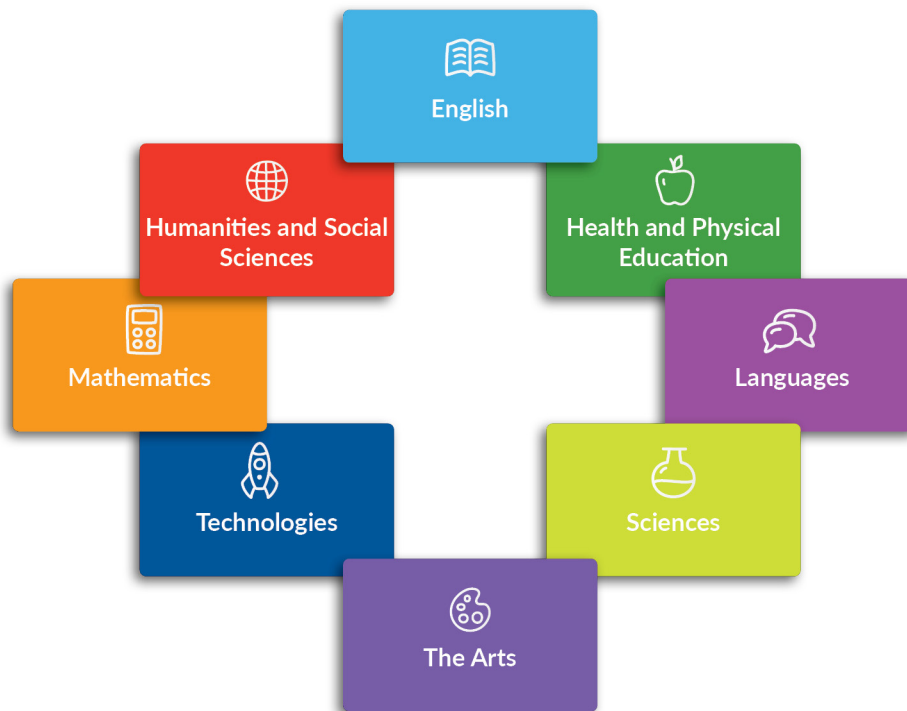 English
Humanities and Social
Sciences
Health and Physical
Education
Mathematics
Languages
Technologies
Sciences
The Arts